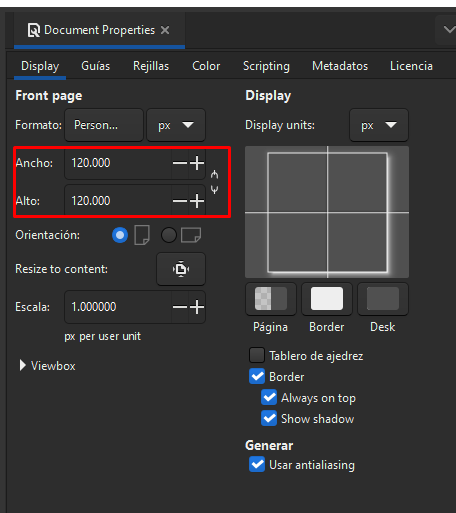 Document Properties
Display Guías Rejillas Color Scripting Metadatos Licencia
Front page
Formato: Person... px
Ancho: 120.000
Alto: 120.000
Orientación:
Resize to content:
Escala: 1.000000
px per user unit
Viewbox
Display
Display units: px
Página Border Desk
Tablero de ajedrez
Border
Always on top
Show shadow
Generar
Usar antialiasing